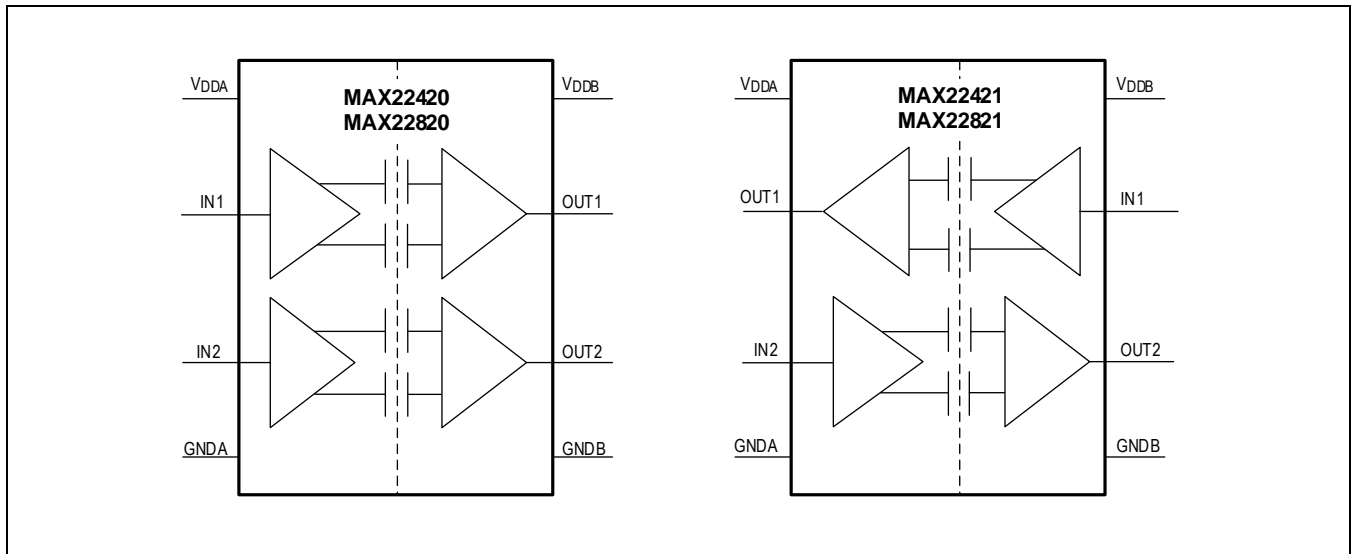 VDDA
MAX22420
MAX22820
VDDB
IN1
OUT1
IN2
OUT2
GNDA
GNDB
VDDA
MAX22421
MAX22821
VDDB
OUT1
IN1
IN2
OUT2
GNDA
GNDB